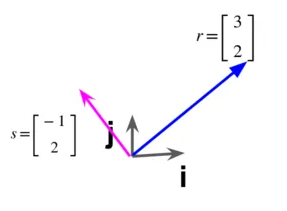 r = [3 2]
s = [-1 2]
j
i